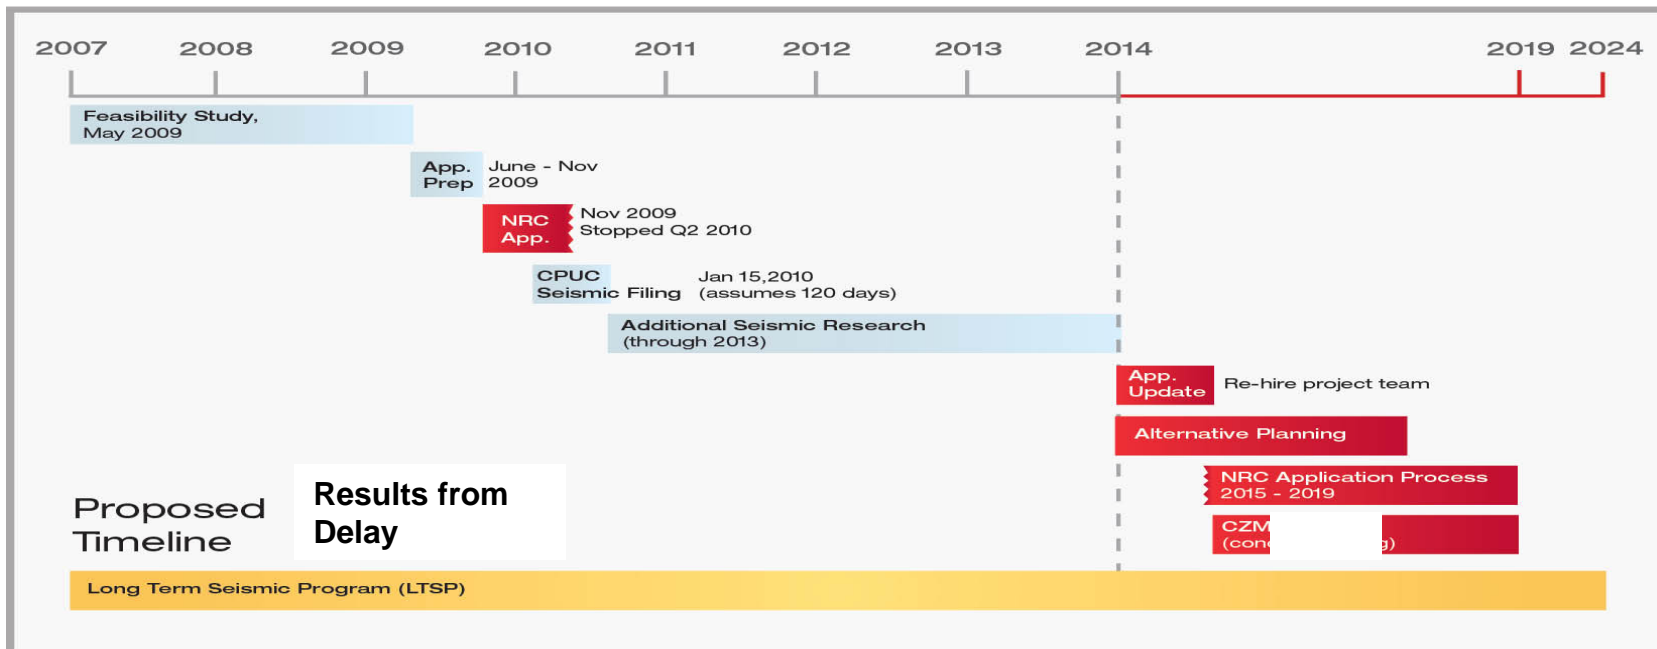 2007 2008 2009 2010 2011 2012 2013 2014 2019 2024
Feasibility Study,
May 2009
App.
Prep
June - Nov
2009
NRC
App.
Nov 2009
Stopped Q2 2010
CPUC
Seismic Filing
Jan 15,2010
(assumes 120 days)
Additional Seismic Research
(through 2013)
App.
Update
Re-hire project team
Alternative Planning
NRC Application Process
2015 - 2019
Proposed
Timeline
Results from
Delay
Long Term Seismic Program (LTSP)